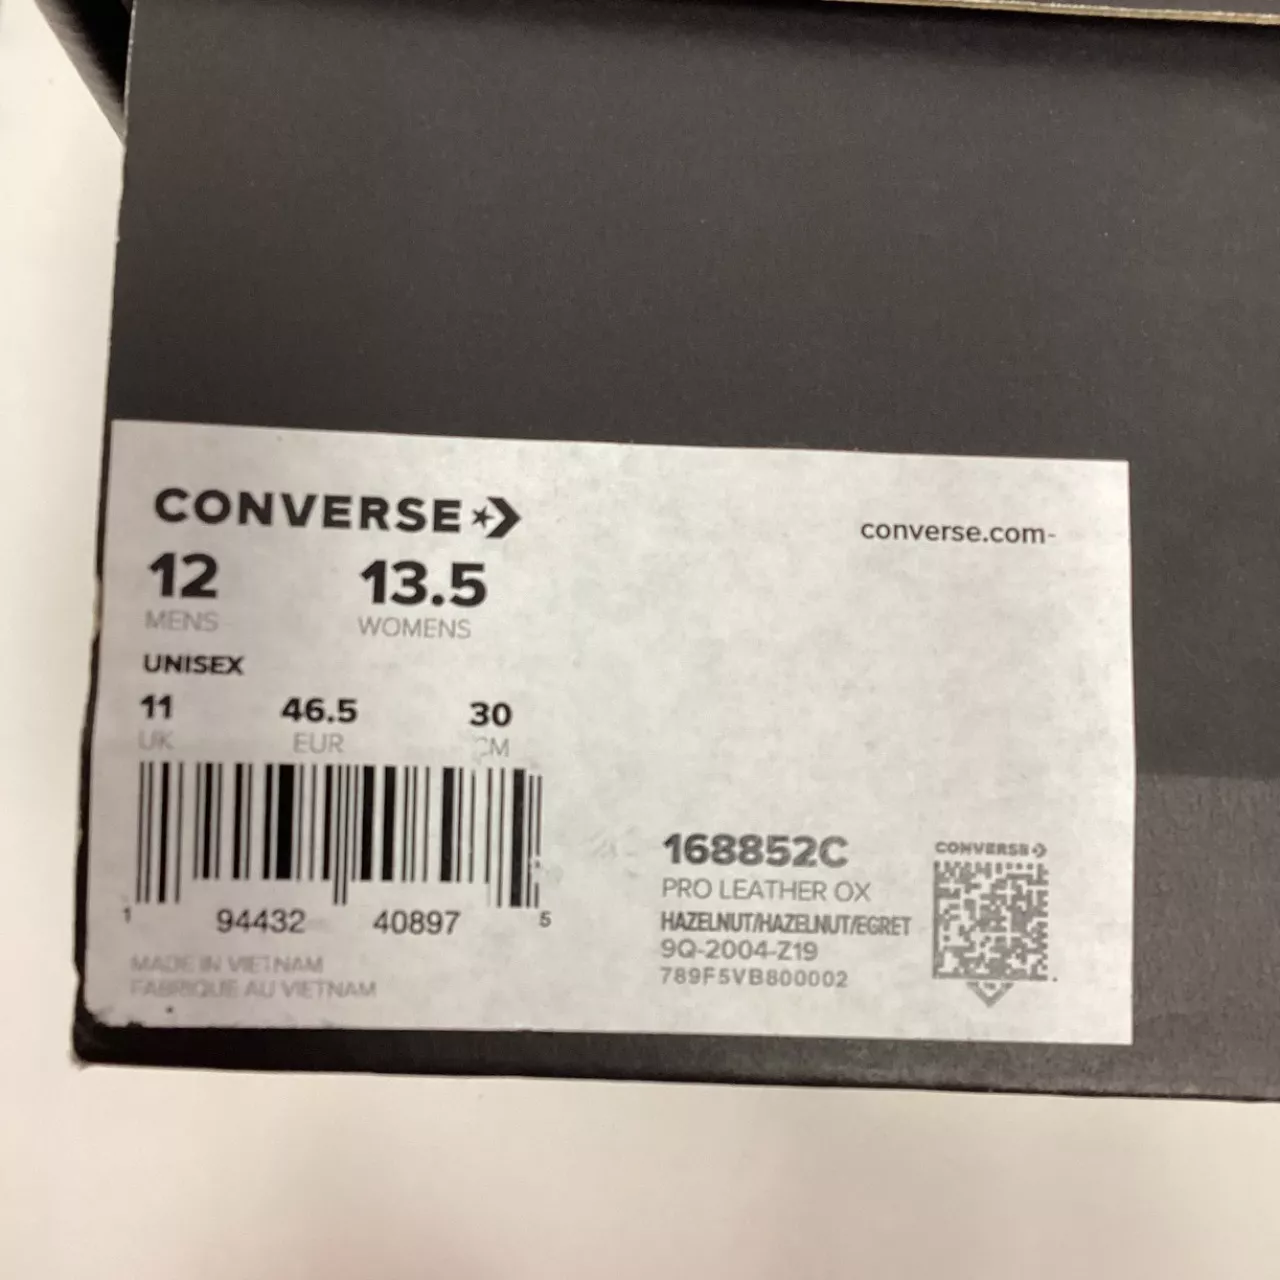 CONVERSE
converse.com-
12 13.5
MENS WOMENS
UNISEX
11 46.5 30
UK EUR CM
1 94432 40897 5
MADE IN VIETNAM
FABRIQUE AU VIETNAM
168852C
PRO LEATHER OX
HAZELNUT/HAZELNUT/EGRET
9Q-2004-Z19
789F5VB800002
CONVERSE